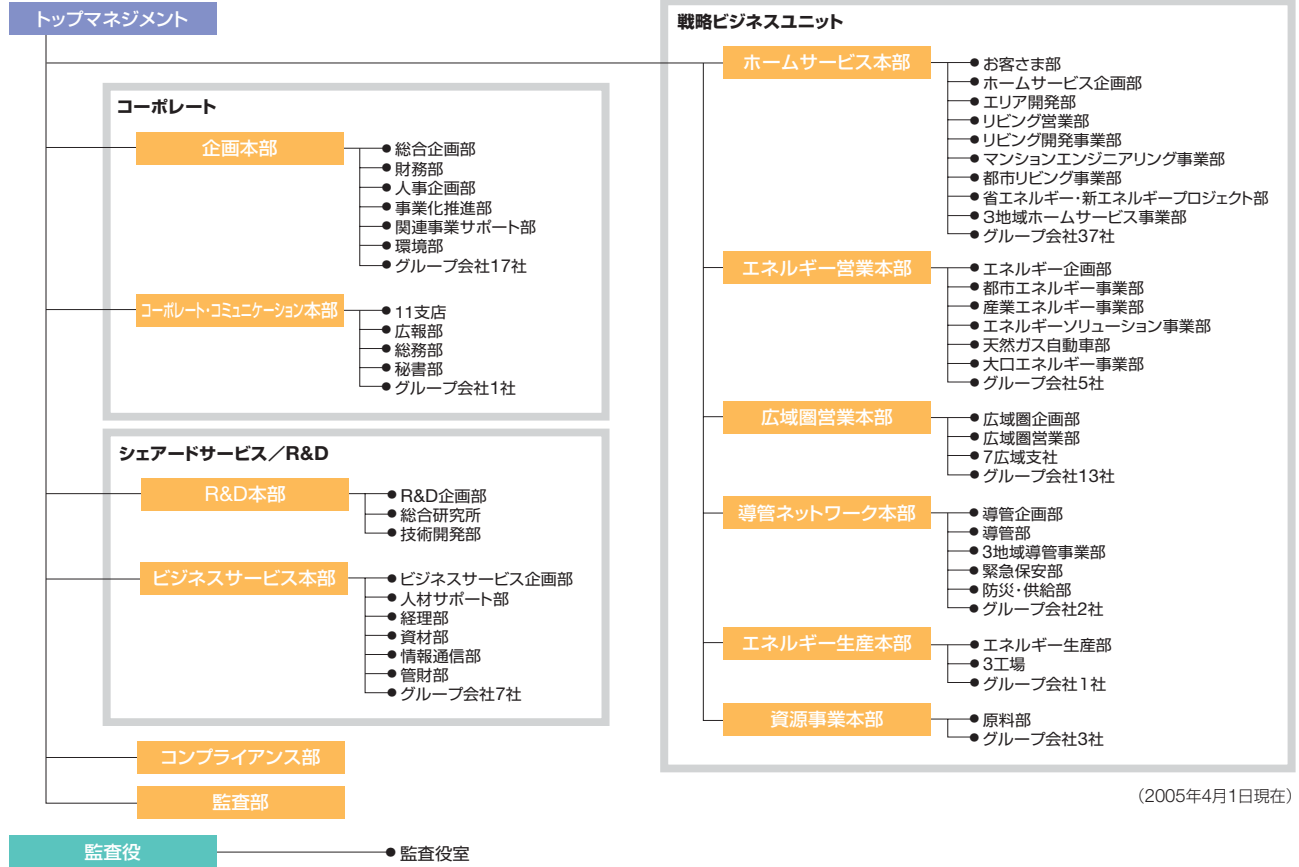 トップマネジメント
コーポレート
企画本部
総合企画部
財務部
人事企画部
事業化推進部
関連事業サポート部
環境部
グループ会社17社
コーポレート・コミュニケーション本部
11支店
広報部
総務部
秘書部
グループ会社1社
シェアードサービス／R&D
R&D本部
R&D企画部
総合研究所
技術開発部
ビジネスサービス本部
ビジネスサービス企画部
人材サポート部
経理部
資材部
情報通信部
管財部
グループ会社7社
コンプライアンス部
監査部
監査役
監査役室
戦略ビジネスユニット
ホームサービス本部
お客さま部
ホームサービス企画部
エリア開発部
リビング営業部
リビング開発事業部
マンションエンジニアリング事業部
都市リビング事業部
省エネルギー・新エネルギープロジェクト部
3地域ホームサービス事業部
グループ会社37社
エネルギー営業本部
エネルギー企画部
都市エネルギー事業部
産業エネルギー事業部
エネルギーソリューション事業部
天然ガス自動車部
大口エネルギー事業部
グループ会社5社
広域圏営業本部
広域圏企画部
広域圏営業部
7広域支社
グループ会社13社
導管ネットワーク本部
導管企画部
導管部
3地域導管事業部
緊急保安部
防災・供給部
グループ会社2社
エネルギー生産本部
エネルギー生産部
3工場
グループ会社1社
資源事業本部
原料部
グループ会社3社
（2005年4月1日現在）